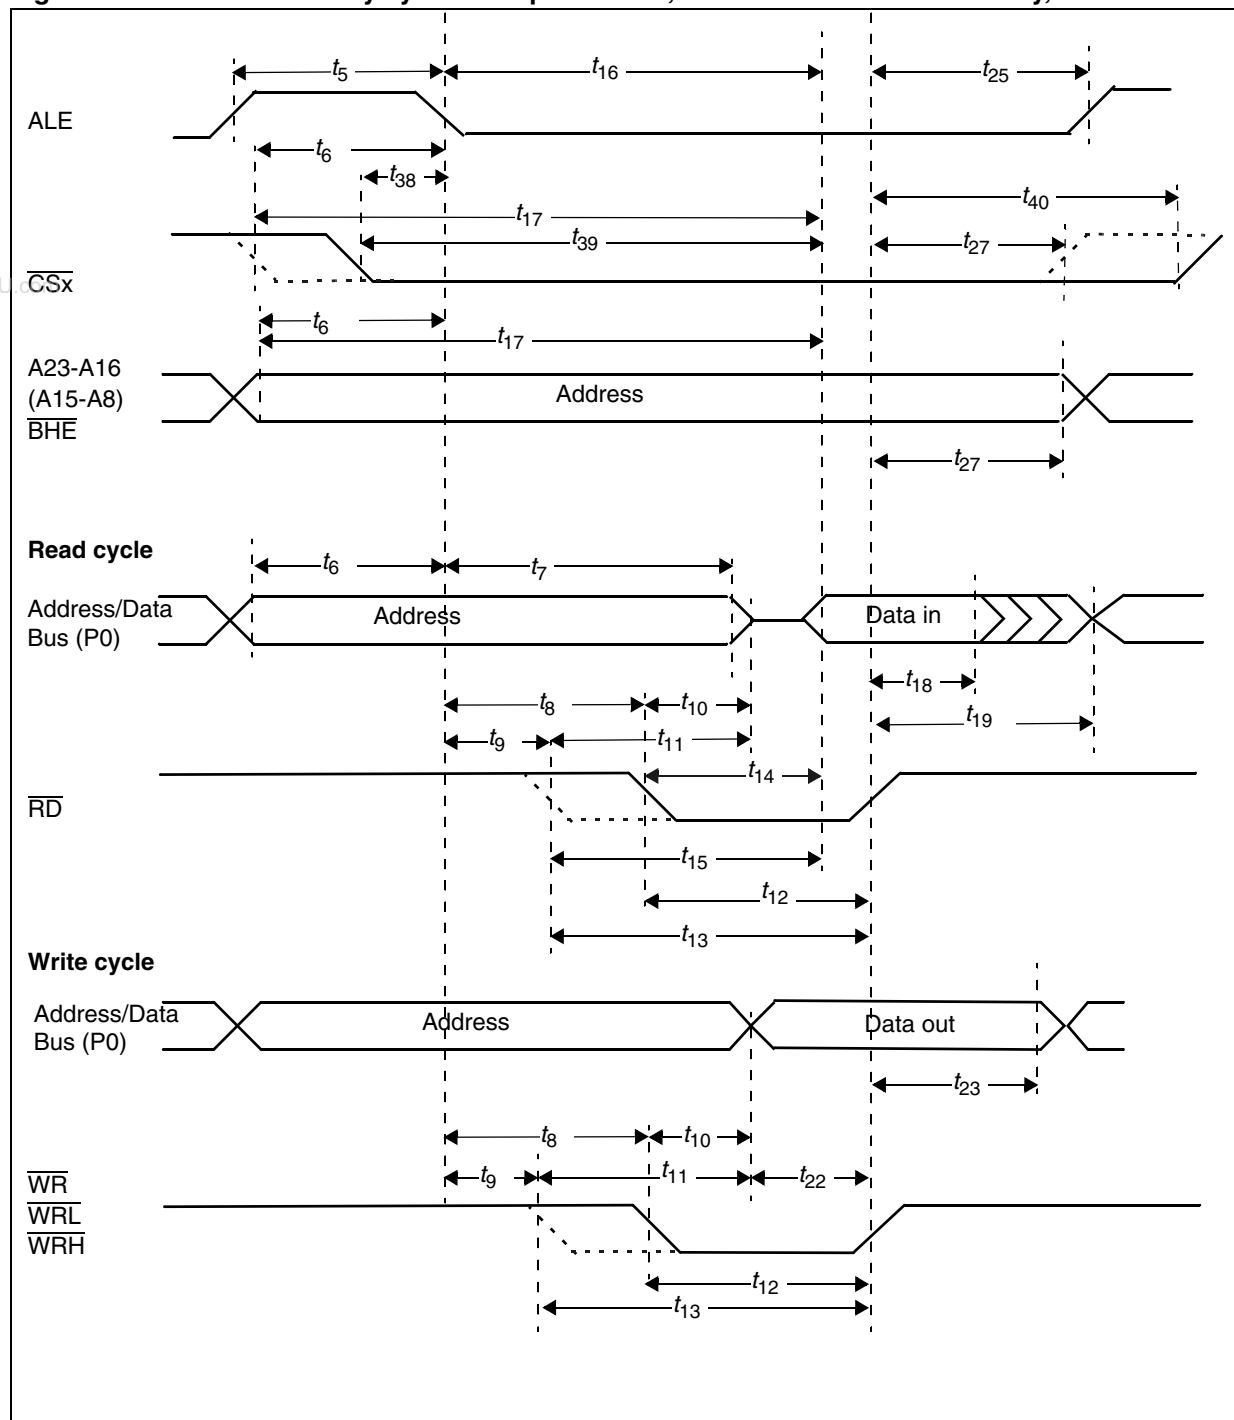 t5 t16 t25
ALE
t6
t38
t40
t17
t39 t27
CSx
t6
t17
A23-A16
(A15-A8) Address
BHE
t27
Read cycle
t6 t7
Address/Data
Bus (P0) Address Data in
t18
t8 t10
t19
t9 t11
t14
RD
t15
t12
t13
Write cycle
Address/Data
Bus (P0) Address Data out
t23
t8 t10
t9 t11 t22
WR
WRL
WRH
t12
t13